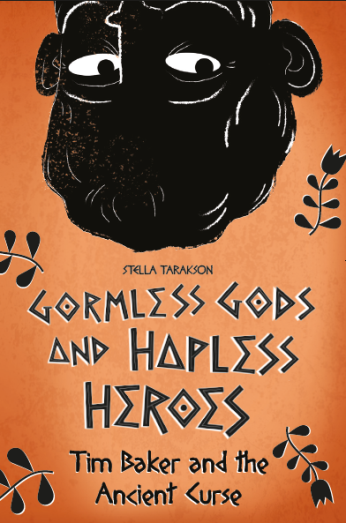 STELLA TARAKSON
GORMLESS GODS
AND HAPLESS
HEROES
Tim Baker and the
Ancient Curse